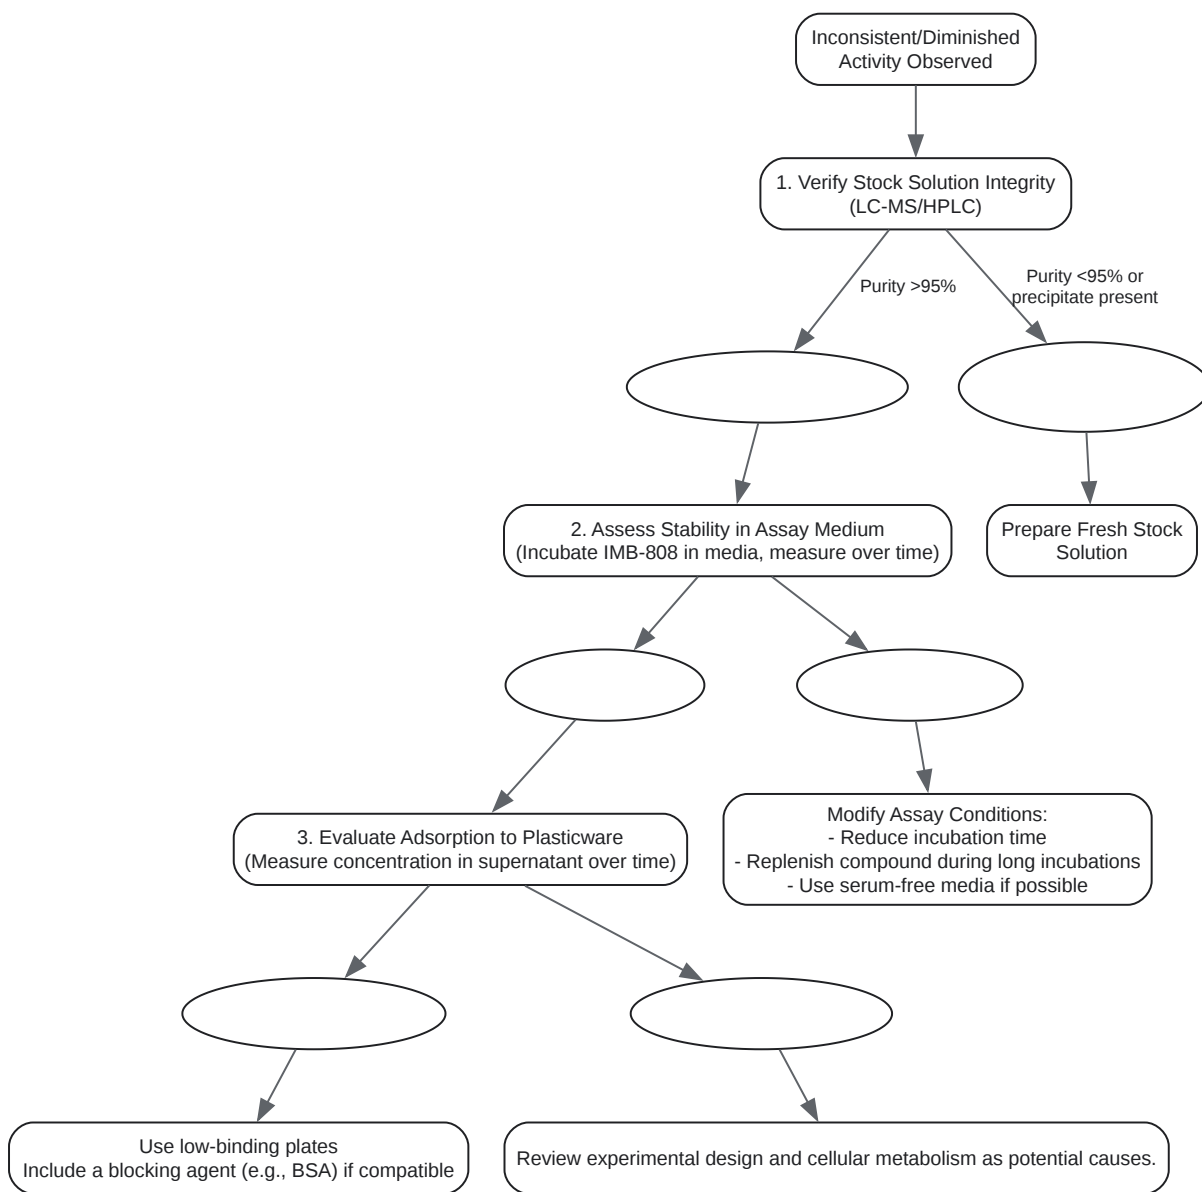 Inconsistent/Diminished
Activity Observed
1. Verify Stock Solution Integrity
(LC-MS/HPLC)
Purity >95%
Purity <95% or
precipitate present
2. Assess Stability in Assay Medium
(Incubate IMB-808 in media, measure over time)
Prepare Fresh Stock
Solution
3. Evaluate Adsorption to Plasticware
(Measure concentration in supernatant over time)
Modify Assay Conditions:
- Reduce incubation time
- Replenish compound during long incubations
- Use serum-free media if possible
Use low-binding plates
Include a blocking agent (e.g., BSA) if compatible
Review experimental design and cellular metabolism as potential causes.